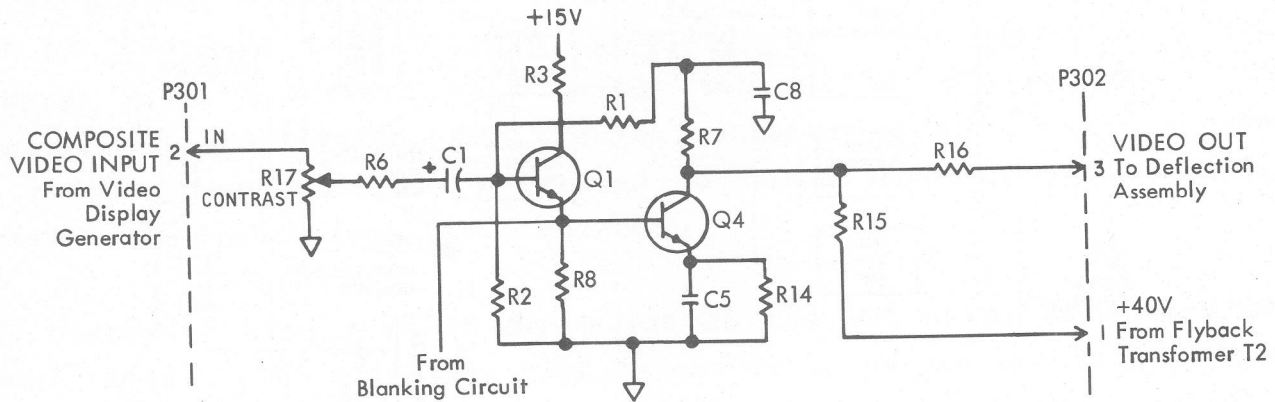 +15V
P301
R3
C8
P302
R1
COMPOSITE
VIDEO INPUT
From Video
Display
Generator
2
IN
R7
R17
CONTRAST
R6
+
C1
Q1
R16
3
VIDEO OUT
To Deflection
Assembly
Q4
R15
R2
R8
C5
R14
From
Blanking Circuit
1
+40V
From Flyback
Transformer T2